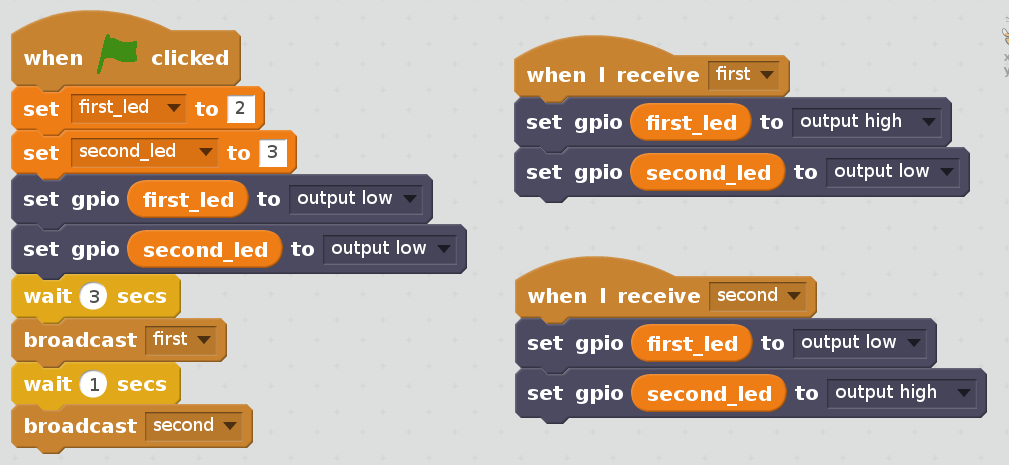 when clicked
set first_led to 2
set second_led to 3
set gpio first_led to output low
set gpio second_led to output low
wait 3 secs
broadcast first
wait 1 secs
broadcast second
when I receive first
set gpio first_led to output high
set gpio second_led to output low
when I receive second
set gpio first_led to output low
set gpio second_led to output high
x
y